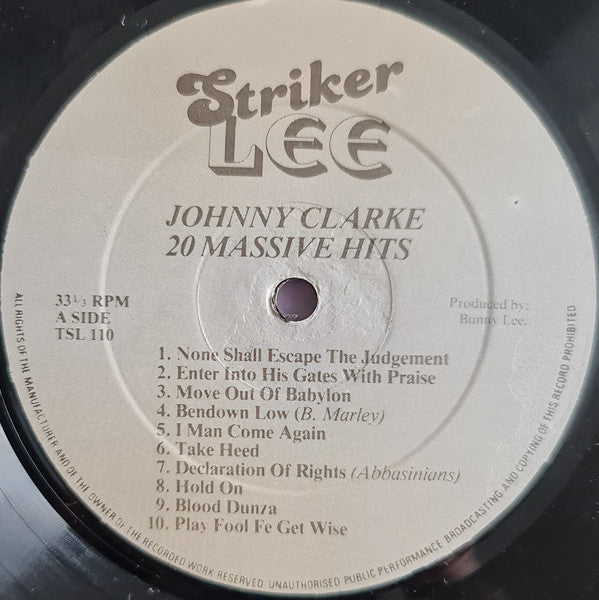 Striker
LEE
JOHNNY CLARKE
20 MASSIVE HITS
33 1/3 RPM
A SIDE
TSL 110
Produced by:
Bunny Lee.
1. None Shall Escape The Judgement
2. Enter Into His Gates With Praise
3. Move Out Of Babylon
4. Bendown Low (B. Marley)
5. I Man Come Again
6. Take Heed
7. Declaration Of Rights (Abbasinians)
8. Hold On
9. Blood Dunza
10. Play Fool Fe Get Wise
ALL RIGHTS OF THE MANUFACTURER AND OF THE OWNER OF THE RECORDED WORK RESERVED UNAUTHORISED PUBLIC PERFORMANCE BROADCASTING AND COPYING OF THIS RECORD PROHIBITED